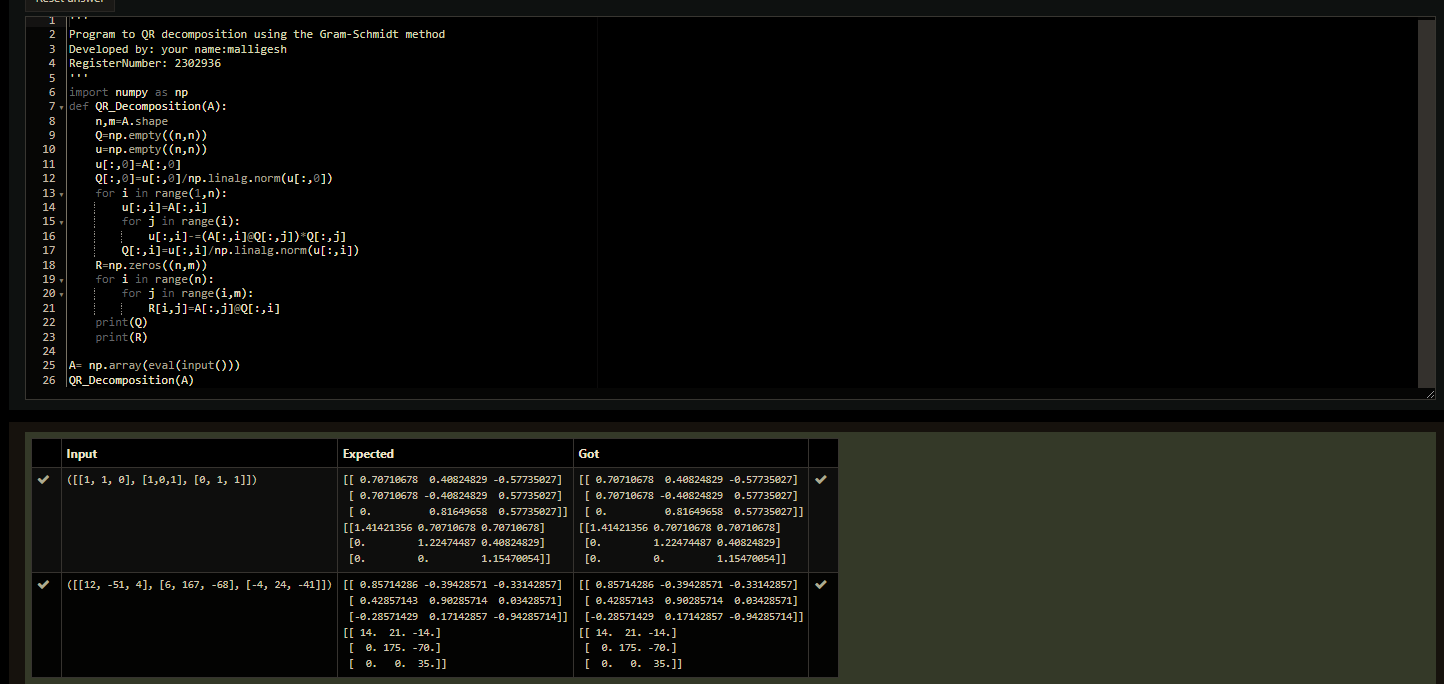 Reset answer
1 '''
2 Program to QR decomposition using the Gram-Schmidt method
3 Developed by: your name:malligesh
4 RegisterNumber: 2302936
5 '''
6 import numpy as np
7 def QR_Decomposition(A):
8     n,m=A.shape
9     Q=np.empty((n,n))
10     u=np.empty((n,n))
11     u[:,0]=A[:,0]
12     Q[:,0]=u[:,0]/np.linalg.norm(u[:,0])
13     for i in range(1,n):
14         u[:,i]=A[:,i]
15         for j in range(i):
16             u[:,i]-=(A[:,i]@Q[:,j])*Q[:,j]
17         Q[:,i]=u[:,i]/np.linalg.norm(u[:,i])
18     R=np.zeros((n,m))
19     for i in range(n):
20         for j in range(i,m):
21             R[i,j]=A[:,j]@Q[:,i]
22     print(Q)
23     print(R)
24
25 A= np.array(eval(input()))
26 QR_Decomposition(A)
Input Expected Got
([[1, 1, 0], [1,0,1], [0, 1, 1]])
[[ 0.70710678  0.40824829 -0.57735027]
 [ 0.70710678 -0.40824829  0.57735027]
 [ 0.          0.81649658  0.57735027]]
[[1.41421356 0.70710678 0.70710678]
 [0.         1.22474487 0.40824829]
 [0.         0.         1.15470054]]
[[ 0.70710678  0.40824829 -0.57735027]
 [ 0.70710678 -0.40824829  0.57735027]
 [ 0.          0.81649658  0.57735027]]
[[1.41421356 0.70710678 0.70710678]
 [0.         1.22474487 0.40824829]
 [0.         0.         1.15470054]]
([[12, -51, 4], [6, 167, -68], [-4, 24, -41]])
[[ 0.85714286 -0.39428571 -0.33142857]
 [ 0.42857143  0.90285714  0.03428571]
 [-0.28571429  0.17142857 -0.94285714]]
[[ 14.  21. -14.]
 [  0. 175. -70.]
 [  0.   0.  35.]]
[[ 0.85714286 -0.39428571 -0.33142857]
 [ 0.42857143  0.90285714  0.03428571]
 [-0.28571429  0.17142857 -0.94285714]]
[[ 14.  21. -14.]
 [  0. 175. -70.]
 [  0.   0.  35.]]